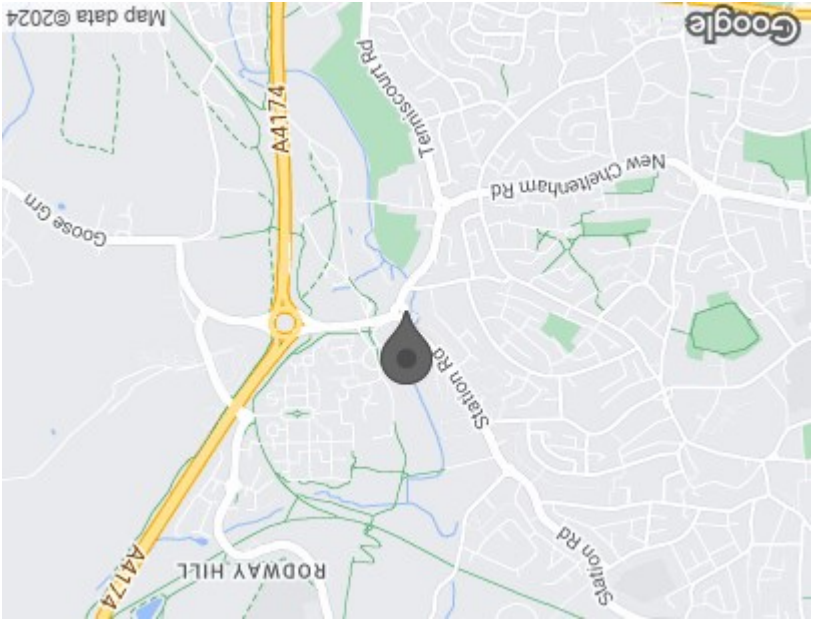 RODWAY HILL
A4174
Station Rd
Station Rd
Goose Grn
New Cheltenham Rd
A4174
Tenniscourt Rd
Google
Map data ©2024